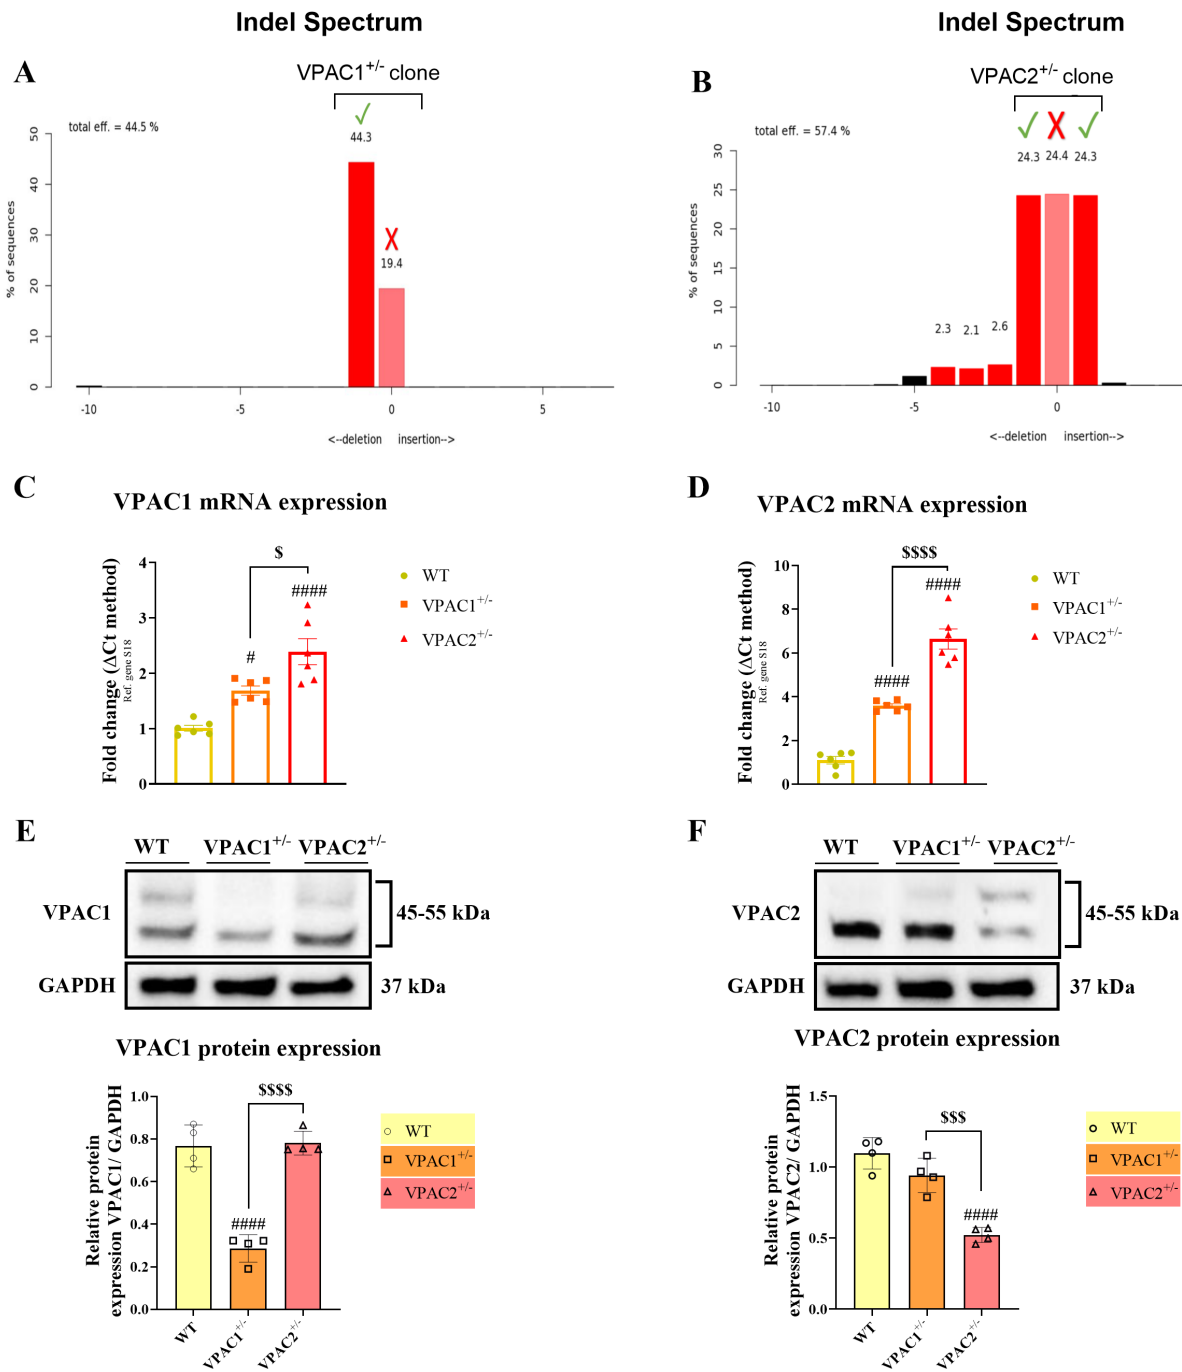 Indel Spectrum
Indel Spectrum
A
VPAC1+/- clone
total eff. = 44.5 %
44.3
19.4
% of sequences
50
40
30
20
10
0
-10
-5
0
5
<--deletion insertion-->
B
VPAC2+/- clone
total eff. = 57.4 %
24.3
24.4
24.3
2.3
2.1
2.6
% of sequences
30
25
20
15
10
5
0
-10
-5
0
<--deletion insertion-->
C
VPAC1 mRNA expression
Fold change (ΔCt method)
Ref. gene S18
4
3
2
1
0
$
#
####
WT
VPAC1+/-
VPAC2+/-
D
VPAC2 mRNA expression
Fold change (ΔCt method)
Ref. gene S18
10
8
6
4
2
0
$$$$
####
####
WT
VPAC1+/-
VPAC2+/-
E
WT VPAC1+/- VPAC2+/-
VPAC1
45-55 kDa
GAPDH
37 kDa
VPAC1 protein expression
Relative protein
expression VPAC1/ GAPDH
1.0
0.8
0.6
0.4
0.2
0.0
$$$$
####
WT
VPAC1+/-
VPAC2+/-
WT
VPAC1+/-
VPAC2+/-
F
WT VPAC1+/- VPAC2+/-
VPAC2
45-55 kDa
GAPDH
37 kDa
VPAC2 protein expression
Relative protein
expression VPAC2/ GAPDH
1.5
1.0
0.5
0.0
$$$
####
WT
VPAC1+/-
VPAC2+/-
WT
VPAC1+/-
VPAC2+/-